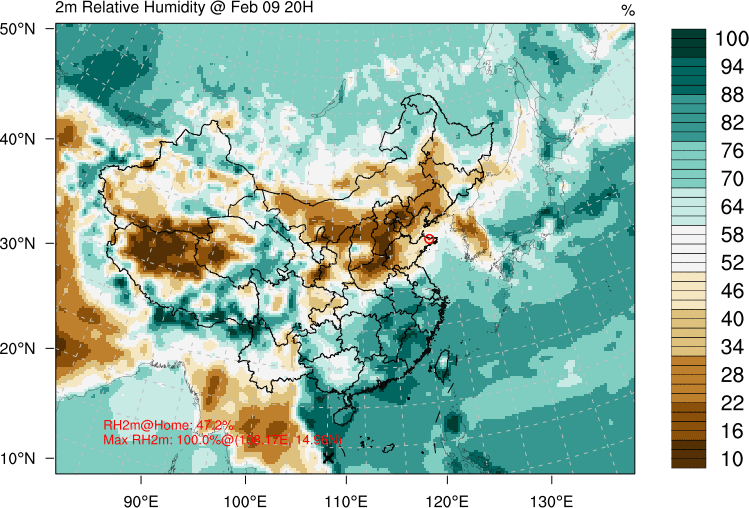 2m Relative Humidity @ Feb 09 20H
%
50°N
40°N
30°N
20°N
10°N
90°E
100°E
110°E
120°E
130°E
100
94
88
82
76
70
64
58
52
46
40
34
28
22
16
10
RH2m@Home: 47.2%
Max RH2m: 100.0%